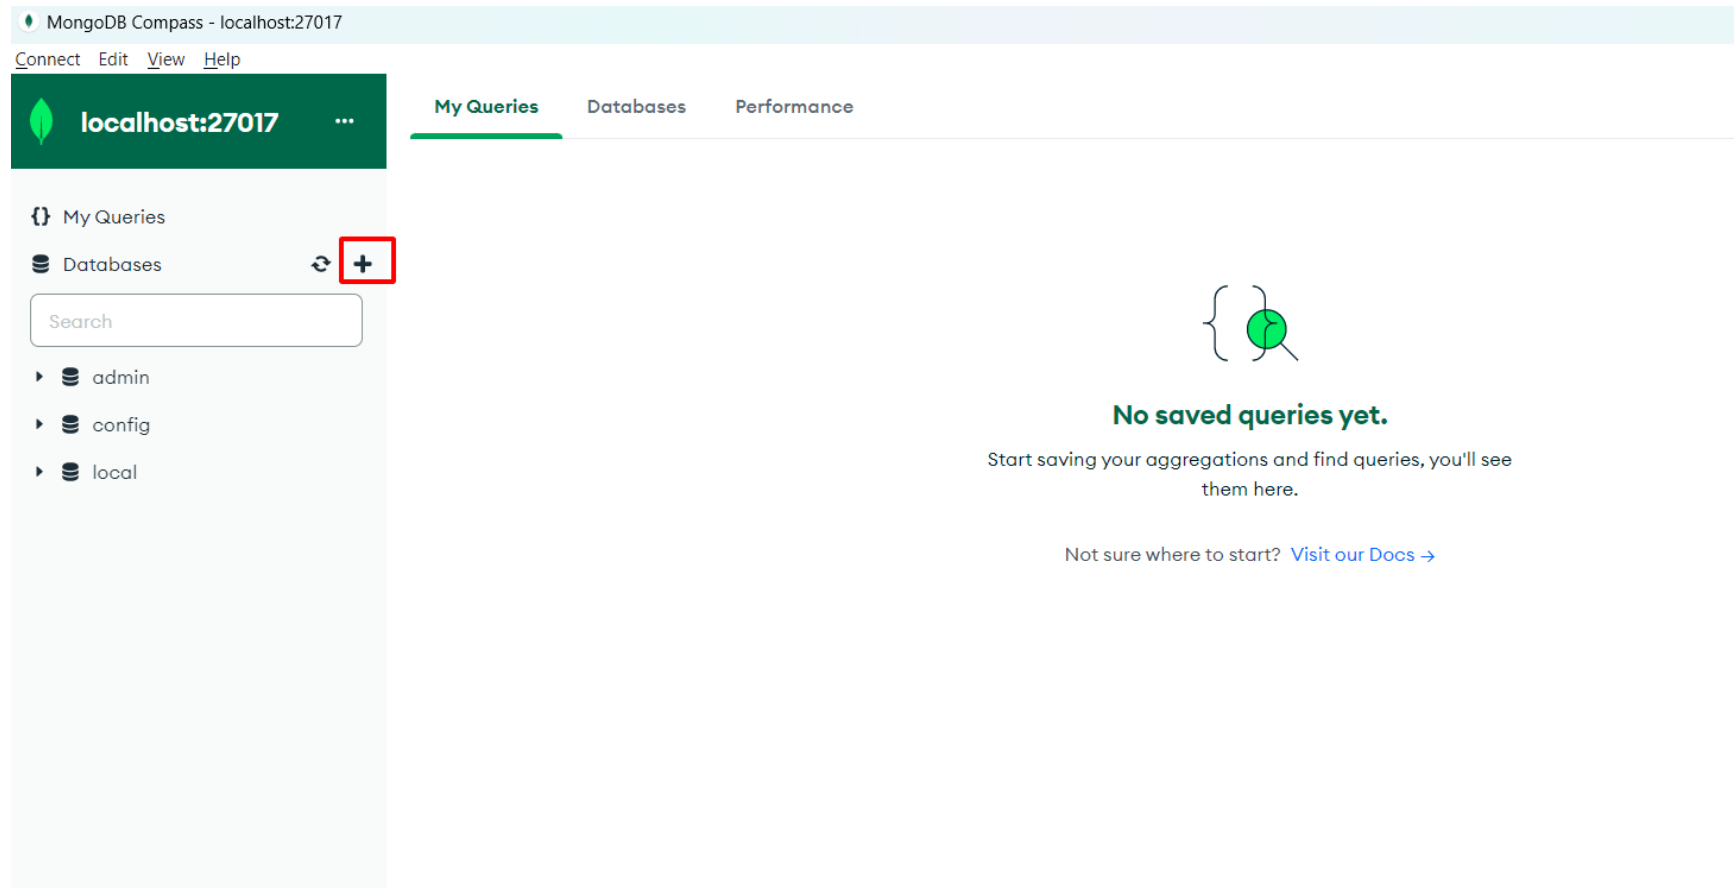 MongoDB Compass - localhost:27017
Connect Edit View Help
localhost:27017 ...
My Queries Databases Performance
{} My Queries
Databases
Search
admin
config
local
No saved queries yet.
Start saving your aggregations and find queries, you'll see
them here.
Not sure where to start? Visit our Docs →